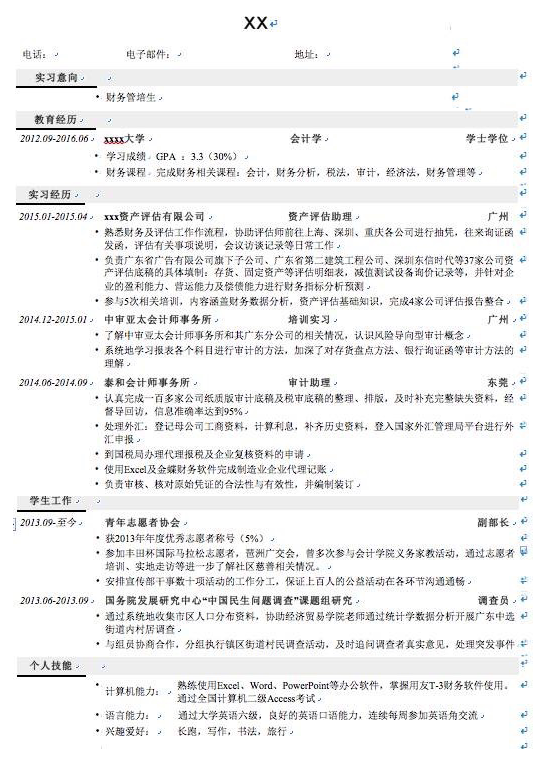 XX
电话： 电子邮件： 地址：
实习意向
• 财务管培生
教育经历
2012.09-2016.06 xxxx大学 会计学 学士学位
• 学习成绩 GPA ：3.3（30%）
• 财务课程 完成财务相关课程：会计，财务分析，税法，审计，经济法，财务管理等
实习经历
2015.01-2015.04 xxx资产评估有限公司 资产评估助理 广州
• 熟悉财务及评估工作作流程，协助评估师前往上海、深圳、重庆各公司进行抽凭，往来询证函
发函，评估有关事项说明，会议访谈记录等日常工作
• 负责广东省广告有限公司旗下子公司、广东省第二建筑工程公司、深圳东信时代等37家公司资
产评估底稿的具体填制：存货、固定资产等评估明细表，减值测试设备询价记录等，并针对企
业的盈利能力、营运能力及偿债能力进行财务指标分析预测
• 参与5次相关培训，内容涵盖财务数据分析，资产评估基础知识，完成4家公司评估报告整合
2014.12-2015.01 中审亚太会计师事务所 培训实习 广州
• 了解中审亚太会计师事务所和其广东分公司的相关情况，认识风险导向型审计概念
• 系统地学习报表各个科目进行审计的方法，加深了对存货盘点方法、银行询证函等审计方法的
理解
2014.06-2014.09 泰和会计师事务所 审计助理 东莞
• 认真完成一百多家公司纸质版审计底稿及税审底稿的整理、排版，及时补充完整缺失资料，经
督导回访，信息准确率达到95%
• 处理外汇：登记母公司工商资料，计算利息，补齐历史资料，登入国家外汇管理局平台进行外
汇申报
• 到国税局办理代理报税及企业复核资料的申请
• 使用Excel及金蝶财务软件完成制造业企业代理记账
• 负责审核、核对原始凭证的合法性与有效性，并编制装订
学生工作
2013.09-至今 青年志愿者协会 副部长
• 获2013年年度优秀志愿者称号（5%）
• 参加丰田杯国际马拉松志愿者，琶洲广交会，曾多次参与会计学院义务家教活动，通过志愿者
培训、实地走访等进一步了解社区慈善相关情况。
• 安排宣传部干事数十项活动的工作分工，保证上百人的公益活动在各环节沟通通畅
2013.06-2013.09 国务院发展研究中心“中国民生问题调查”课题组研究 调查员
• 通过系统地收集市区人口分布资料，协助经济贸易学院老师通过统计学数据分析开展广东中选
街道内村居调查
• 与组员协商合作，分组执行镇区街道村民调查活动，及时追问调查者真实意见，处理突发事件
个人技能
• 计算机能力： 熟练使用Excel、Word、PowerPoint等办公软件，掌握用友T-3财务软件使用。
通过全国计算机二级Access考试
• 语言能力： 通过大学英语六级，良好的英语口语能力，连续每周参加英语角交流
• 兴趣爱好： 长跑，写作，书法，旅行